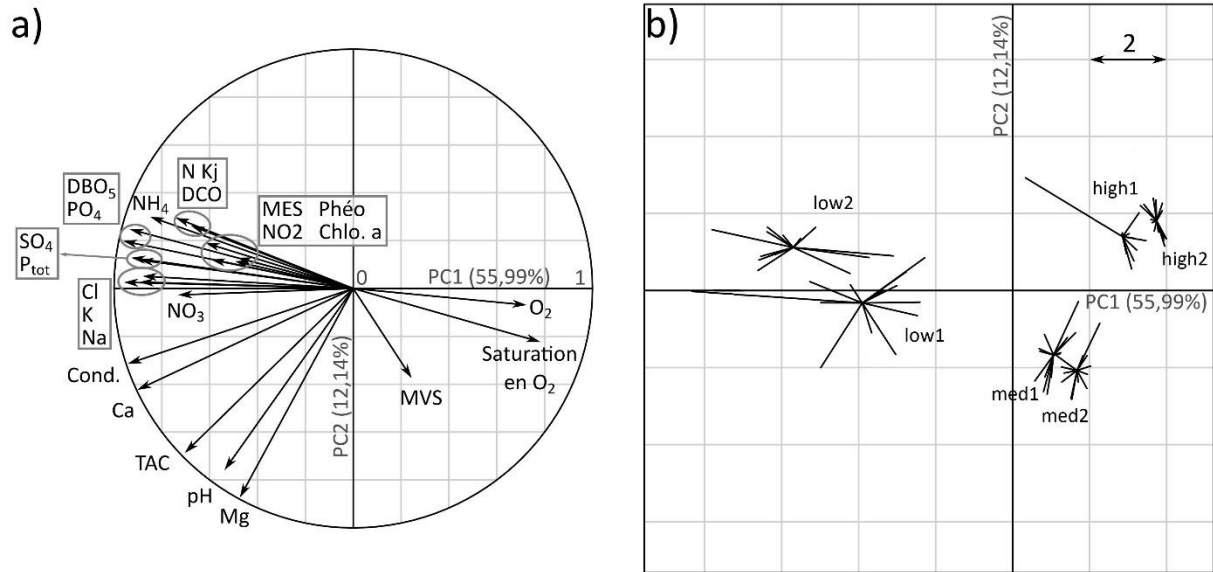 a)
N Kj
DCO
DBO₅
PO₄
NH₄
MES Phéo
NO2 Chlo. a
SO₄
Ptot
0
PC1 (55,99%)
1
Cl
K
Na
NO₃
O₂
Cond.
Saturation
en O₂
Ca
MVS
PC2 (12,14%)
TAC
pH
Mg
b)
PC2 (12,14%)
2
high1
low2
high2
PC1 (55,99%)
low1
med1
med2